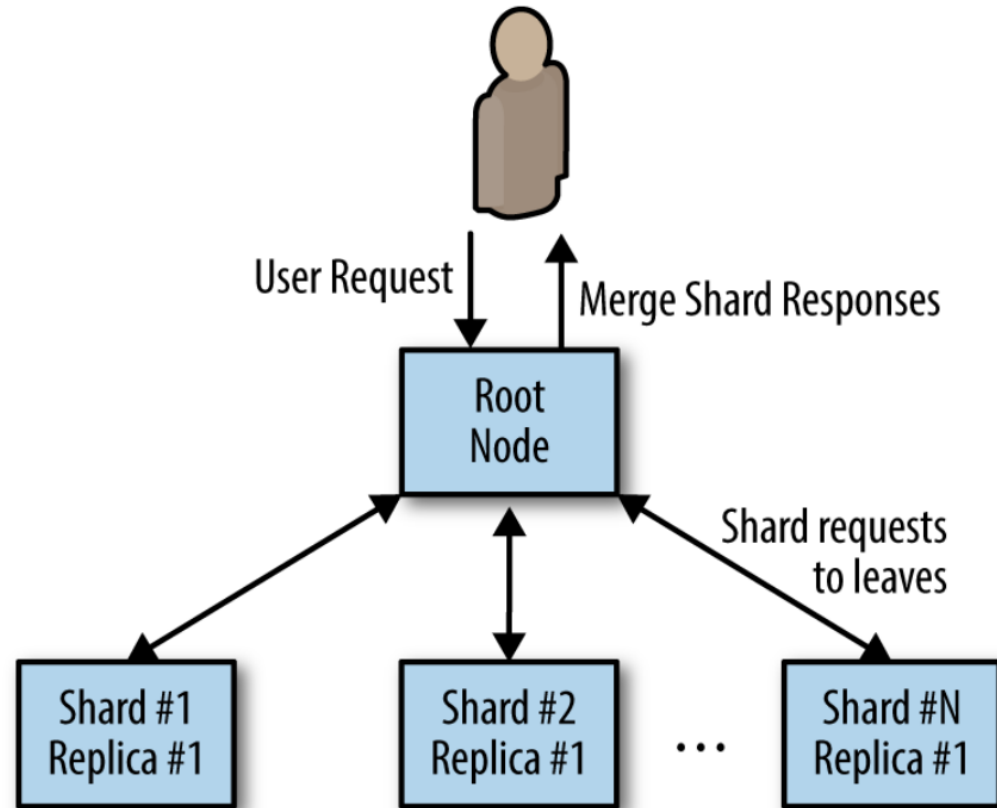 User Request
Merge Shard Responses
Root
Node
Shard requests
to leaves
Shard #1
Replica #1
Shard #2
Replica #1
...
Shard #N
Replica #1